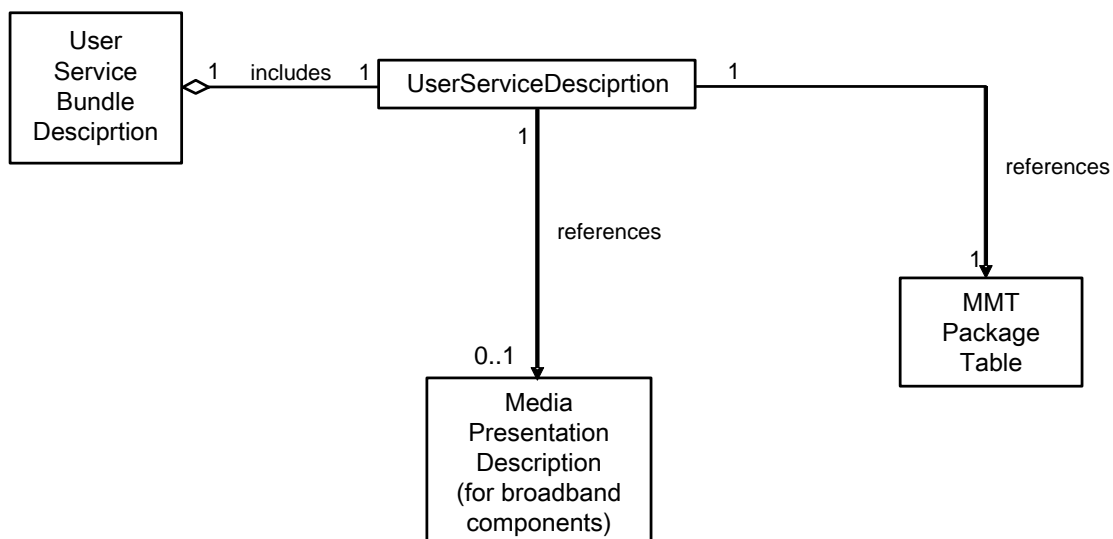 User
Service
Bundle
Desciprtion
1 includes 1
UserServiceDesciprtion
1
1
references
0..1
Media
Presentation
Description
(for broadband
components)
references
1
MMT
Package
Table